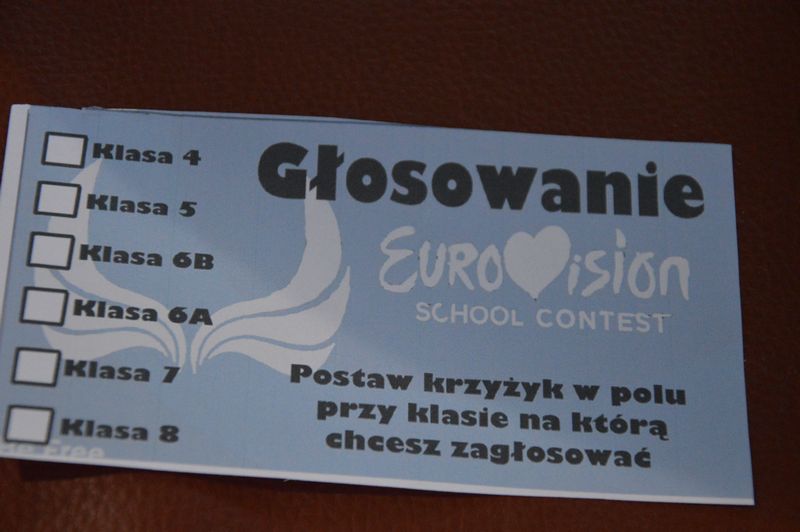 Klasa 4
Klasa 5
Klasa 6B
Klasa 6A
Klasa 7
Klasa 8
Free
Głosowanie
EUROVISION
SCHOOL CONTEST
Postaw krzyżyk w polu
przy klasie na którą
chcesz zagłosować